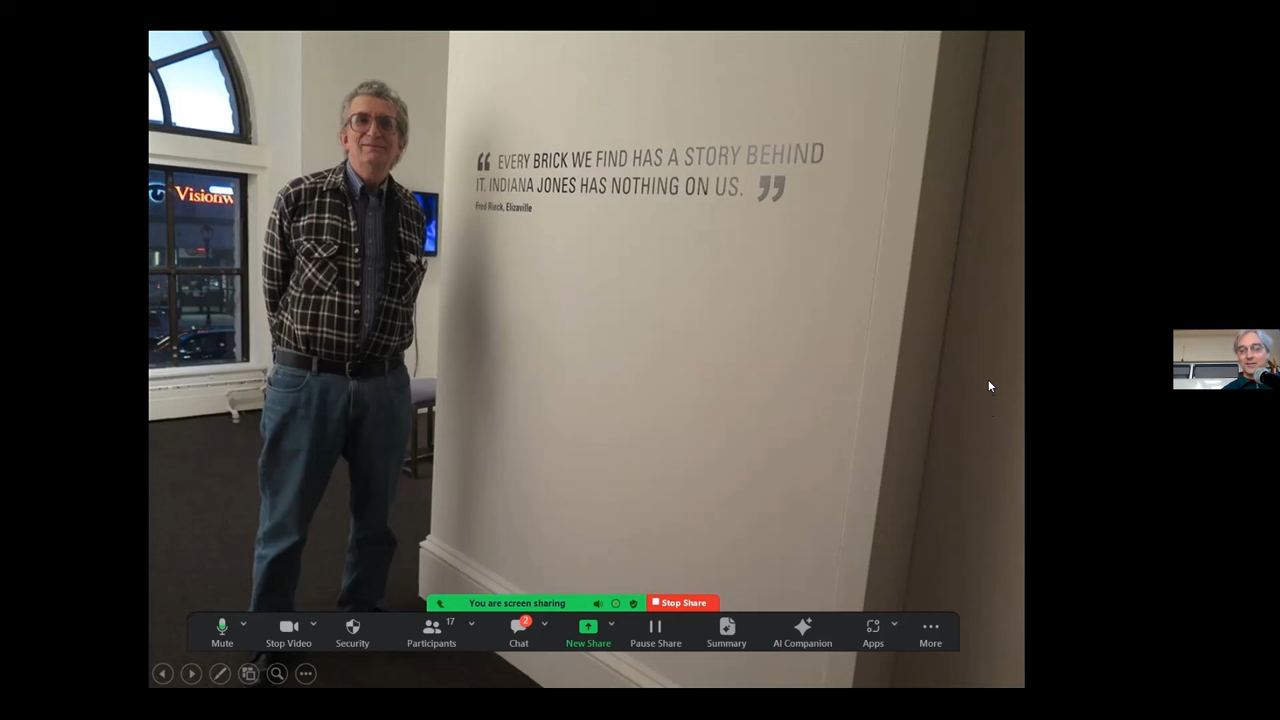 Visionw
“ EVERY BRICK WE FIND HAS A STORY BEHIND
IT. INDIANA JONES HAS NOTHING ON US. ”
Fred Rieck, Elizaville
You are screen sharing
Stop Share
Mute
Stop Video
Security
Participants
17
Chat
2
New Share
Pause Share
Summary
AI Companion
Apps
More